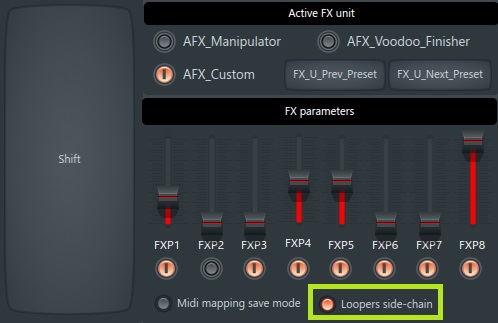 Active FX unit
AFX_Manipulator AFX_Voodoo_Finisher
AFX_Custom FX_U_Prev_Preset FX_U_Next_Preset
Shift
FX parameters
FXP1 FXP2 FXP3 FXP4 FXP5 FXP6 FXP7 FXP8
Midi mapping save mode Loopers side-chain